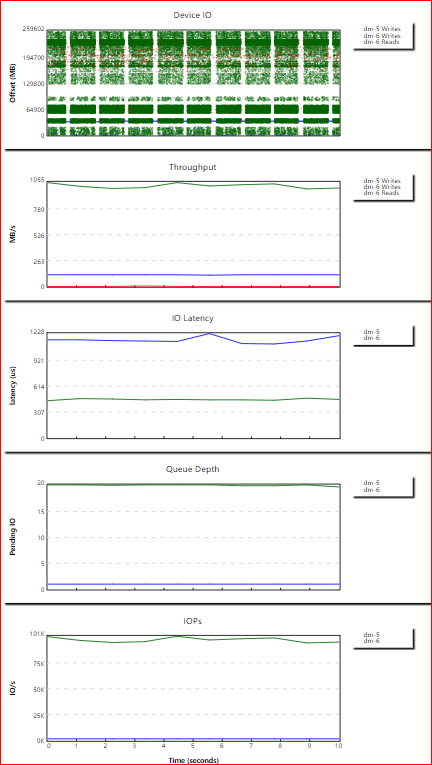 Device IO
259602
194700
129800
64900
0
Offset (MB)
dm-5 Writes
dm-6 Writes
dm-6 Reads
Throughput
1055
789
526
263
0
MB/s
dm-5 Writes
dm-6 Writes
dm-6 Reads
IO Latency
1228
921
614
307
0
latency (us)
dm-5
dm-6
Queue Depth
20
15
10
5
0
Pending IO
dm-5
dm-6
IOPs
101K
75K
50K
25K
0K
IO/s
dm-5
dm-6
0 1 2 3 4 5 6 7 8 9 10
Time (seconds)